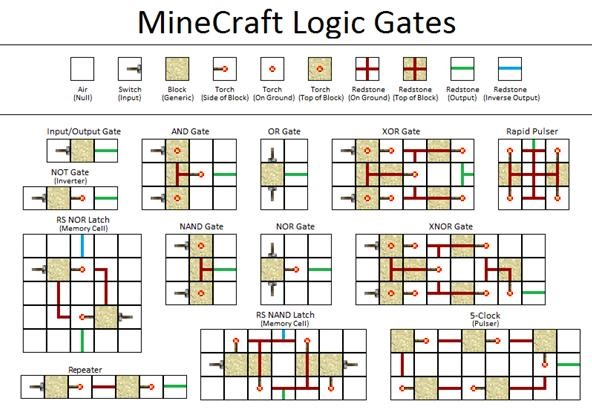 MineCraft Logic Gates
Air
(Null)
Switch
(Input)
Block
(Generic)
Torch
(Side of Block)
Torch
(On Ground)
Torch
(Top of Block)
Redstone
(On Ground)
Redstone
(Top of Block)
Redstone
(Output)
Redstone
(Inverse Output)
Input/Output Gate
AND Gate
OR Gate
XOR Gate
Rapid Pulser
NOT Gate
(Inverter)
RS NOR Latch
(Memory Cell)
NAND Gate
NOR Gate
XNOR Gate
RS NAND Latch
(Memory Cell)
5-Clock
(Pulser)
Repeater